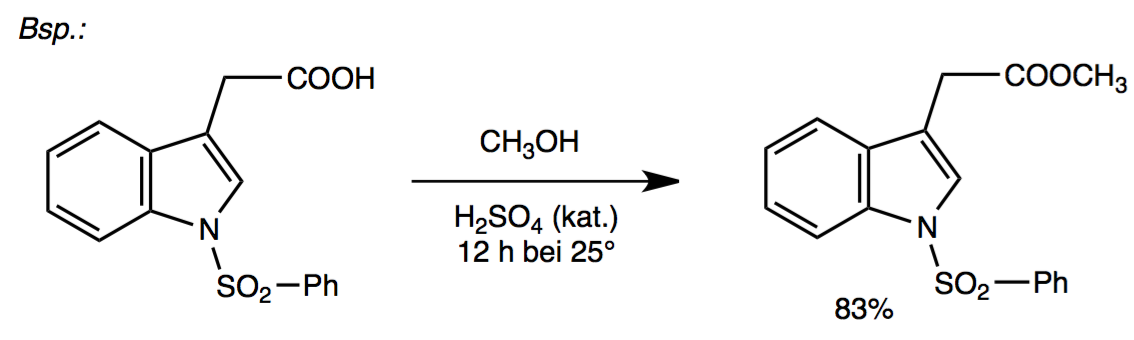 Bsp.:
COOH
N
SO₂—Ph
CH₃OH
H₂SO₄ (kat.)
12 h bei 25°
COOCH₃
N
SO₂—Ph
83%